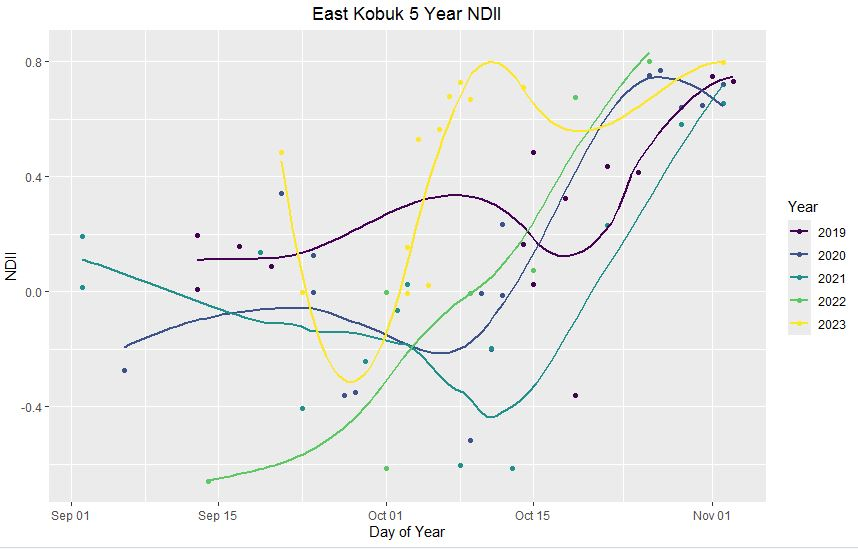 East Kobuk 5 Year NDII
0.8
0.4
0.0
-0.4
NDII
Sep 01
Sep 15
Oct 01
Oct 15
Nov 01
Day of Year
Year
2019
2020
2021
2022
2023